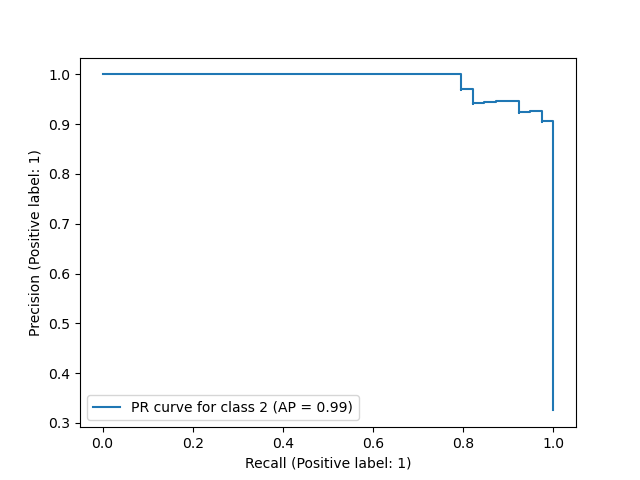 1.0
0.9
0.8
0.7
0.6
0.5
0.4
0.3
Precision (Positive label: 1)
PR curve for class 2 (AP = 0.99)
0.0 0.2 0.4 0.6 0.8 1.0
Recall (Positive label: 1)